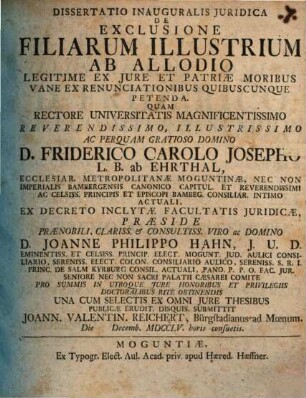 DISSERTATIO INAUGURALIS JURIDICA
DE
EXCLUSIONE
FILIARUM ILLUSTRIUM
AB ALLODIO
LEGITIME EX JURE ET PATRIÆ MORIBUS
VANE EX RENUNCIATIONIBUS QUIBUSCUNQUE
PETENDA.
QUAM
RECTORE UNIVERSITATIS MAGNIFICENTISSIMO
REVERENDISSIMO, ILLUSTRISSIMO
AC PERQUAM GRATIOSO DOMINO
D. FRIDERICO CAROLO JOSEPHO
L. B. ab EHRTHAL,
ECCLESIAR. METROPOLITANÆ MOGUNTINÆ, NEC NON
IMPERIALIS BAMBERGENSIS CANONICO CAPITUL. ET REVERENDISSIMI
AC CELSISS. PRINCIPIS ET EPISCOPI BAMBEG. CONSILIAR. INTIMO
ACTUALI.
EX DECRETO INCLYTÆ FACULTATIS JURIDICÆ,
PRÆSIDE
PRÆNOBILI, CLARISS. & CONSULTISS. VIRO ac DOMINO
D. JOANNE PHILIPPO HAHN, J. U. D.
EMINENTISS. ET CELSISS. PRINCIP. ELECT. MOGUNT. JUD. AULICI CONSI-
LIARIO, SERENISS. ELECT. COLON. CONSILIARIO AULICO, SERENISS. S. R. I.
PRINC. DE SALM KYRBURG CONSIL. ACTUALI, PAND. P. P. O. FAC. JUR.
SENIORE NEC NON SACRI PALATII CÆSAREI COMITE
PRO SUMMIS IN UTROQUE JURE HONORIBUS ET PRIVILEGIIS
DOCTORALIBUS RITE OBTINENDIS
UNA CUM SELECTIS EX OMNI JURE THESIBUS
PUBLICÆ ERUDIT. DISQUIS. SUBMITTIT
JOANN. VALENTIN. REICHERT, Bürgstadianus ad Mœnum.
Die Decemb. MDCCLV. horis consuetis.
MOGUNTIÆ,
Ex Typogr. Elect. Aul. Acad. priv. apud Hæred. Hæffner.